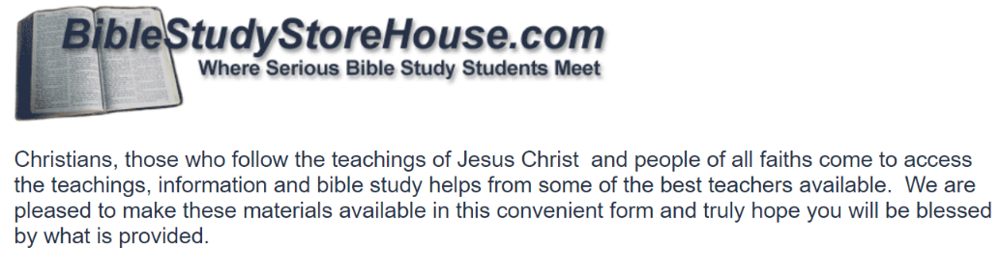 BibleStudyStoreHouse.com
Where Serious Bible Study Students Meet
Christians, those who follow the teachings of Jesus Christ  and people of all faiths come to access
the teachings, information and bible study helps from some of the best teachers available.  We are
pleased to make these materials available in this convenient form and truly hope you will be blessed
by what is provided.